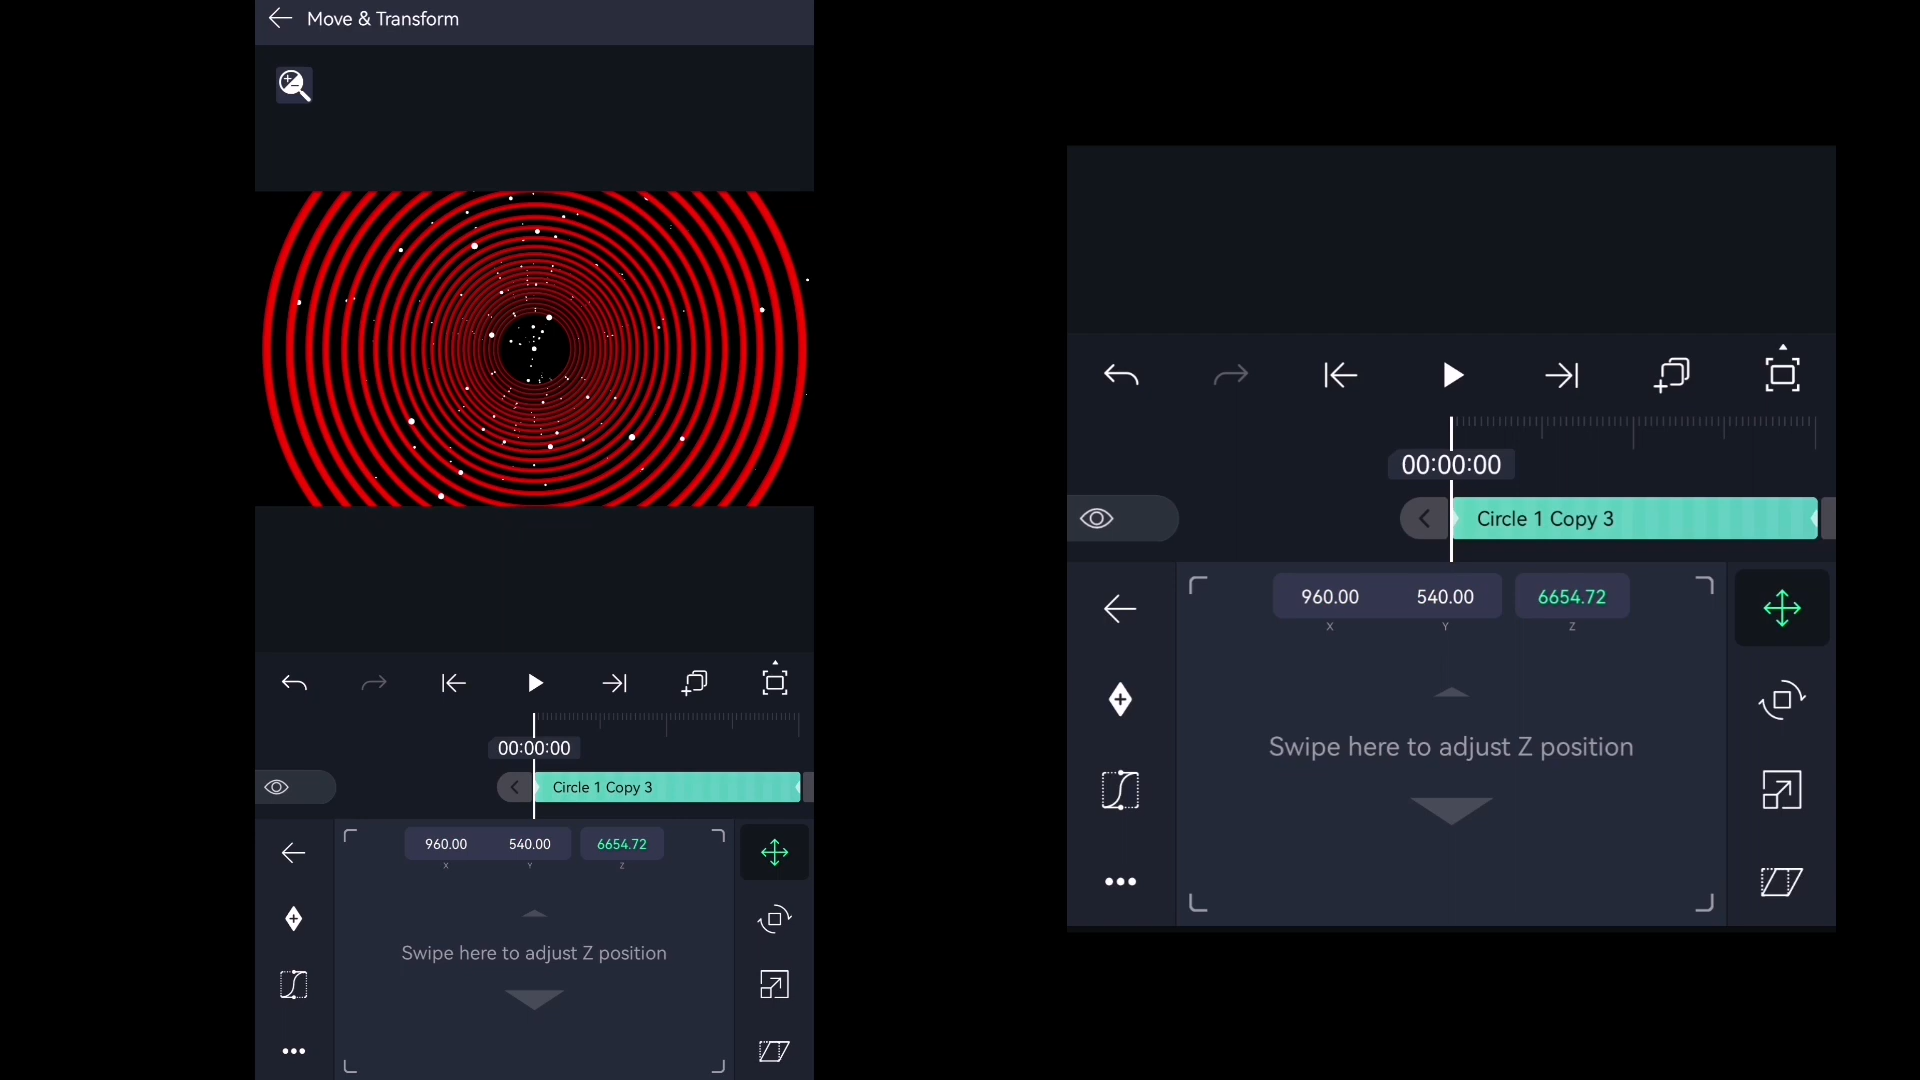 Move & Transform
00:00:00
Circle 1 Copy 3
960.00 540.00 6654.72
X Y Z
Swipe here to adjust Z position
00:00:00
Circle 1 Copy 3
960.00 540.00 6654.72
X Y Z
Swipe here to adjust Z position